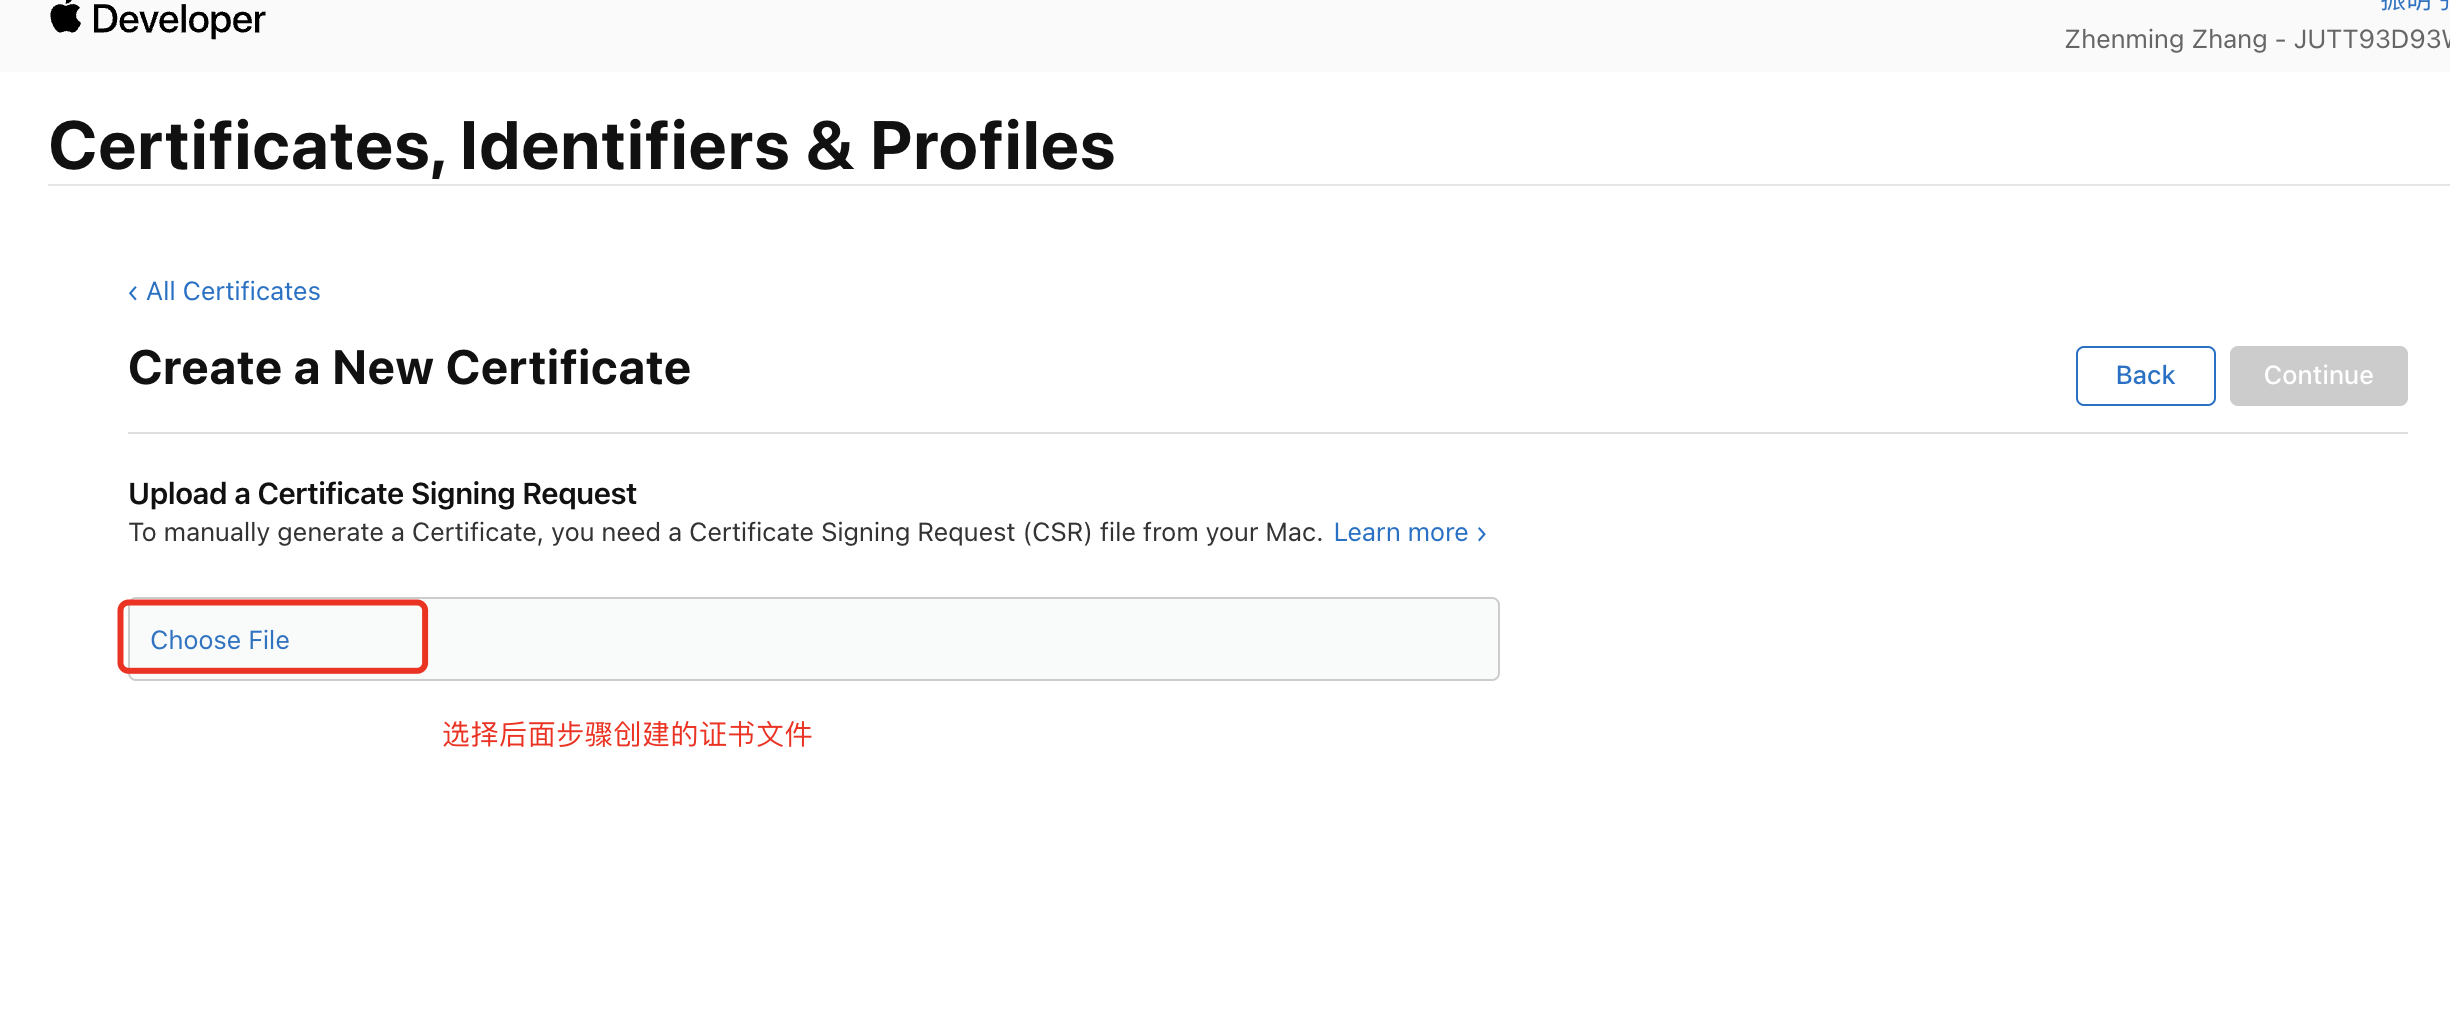 Developer
Zhenming Zhang - JUTT93D93
Certificates, Identifiers & Profiles
‹ All Certificates
Create a New Certificate
Back
Continue
Upload a Certificate Signing Request
To manually generate a Certificate, you need a Certificate Signing Request (CSR) file from your Mac. Learn more ›
Choose File
选择后面步骤创建的证书文件